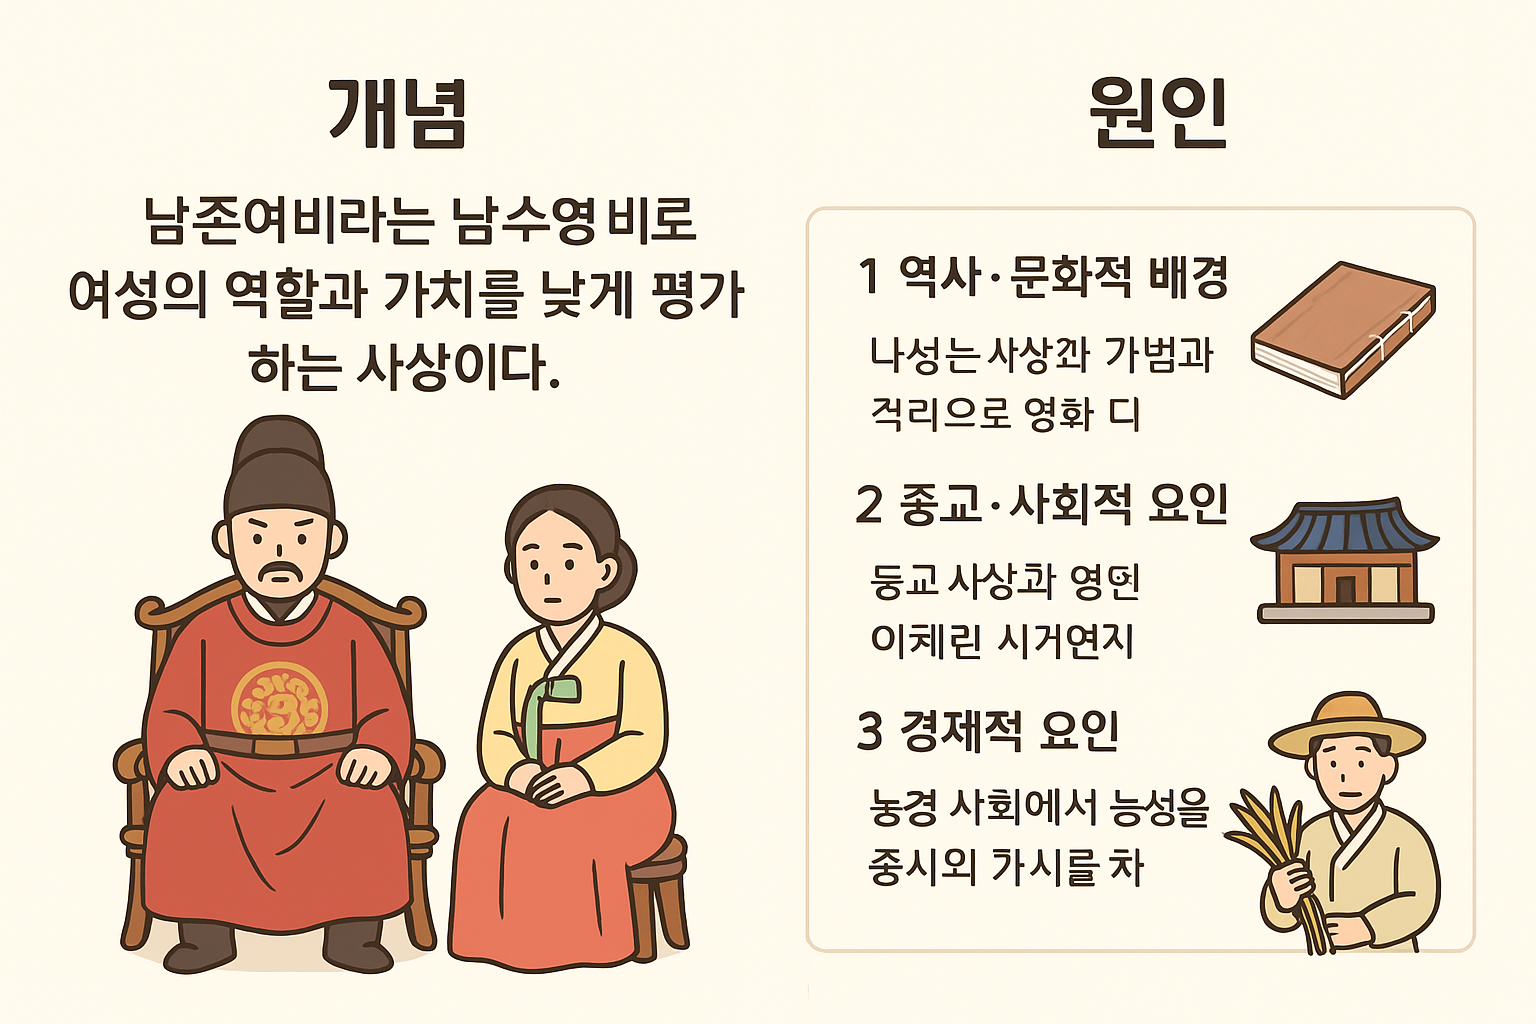 개념
남존여비라는 남수영비로
여성의 역할과 가치를 낮게 평가
하는 사상이다.
원인
1 역사·문화적 배경
나성는 사상과 가범과
걱리으로 영화 디
2 종교·사회적 요인
둥교 사상과
이체린 시거연지
3 경제적 요인
농경 사회에서 능성을
종시외 가시를 차